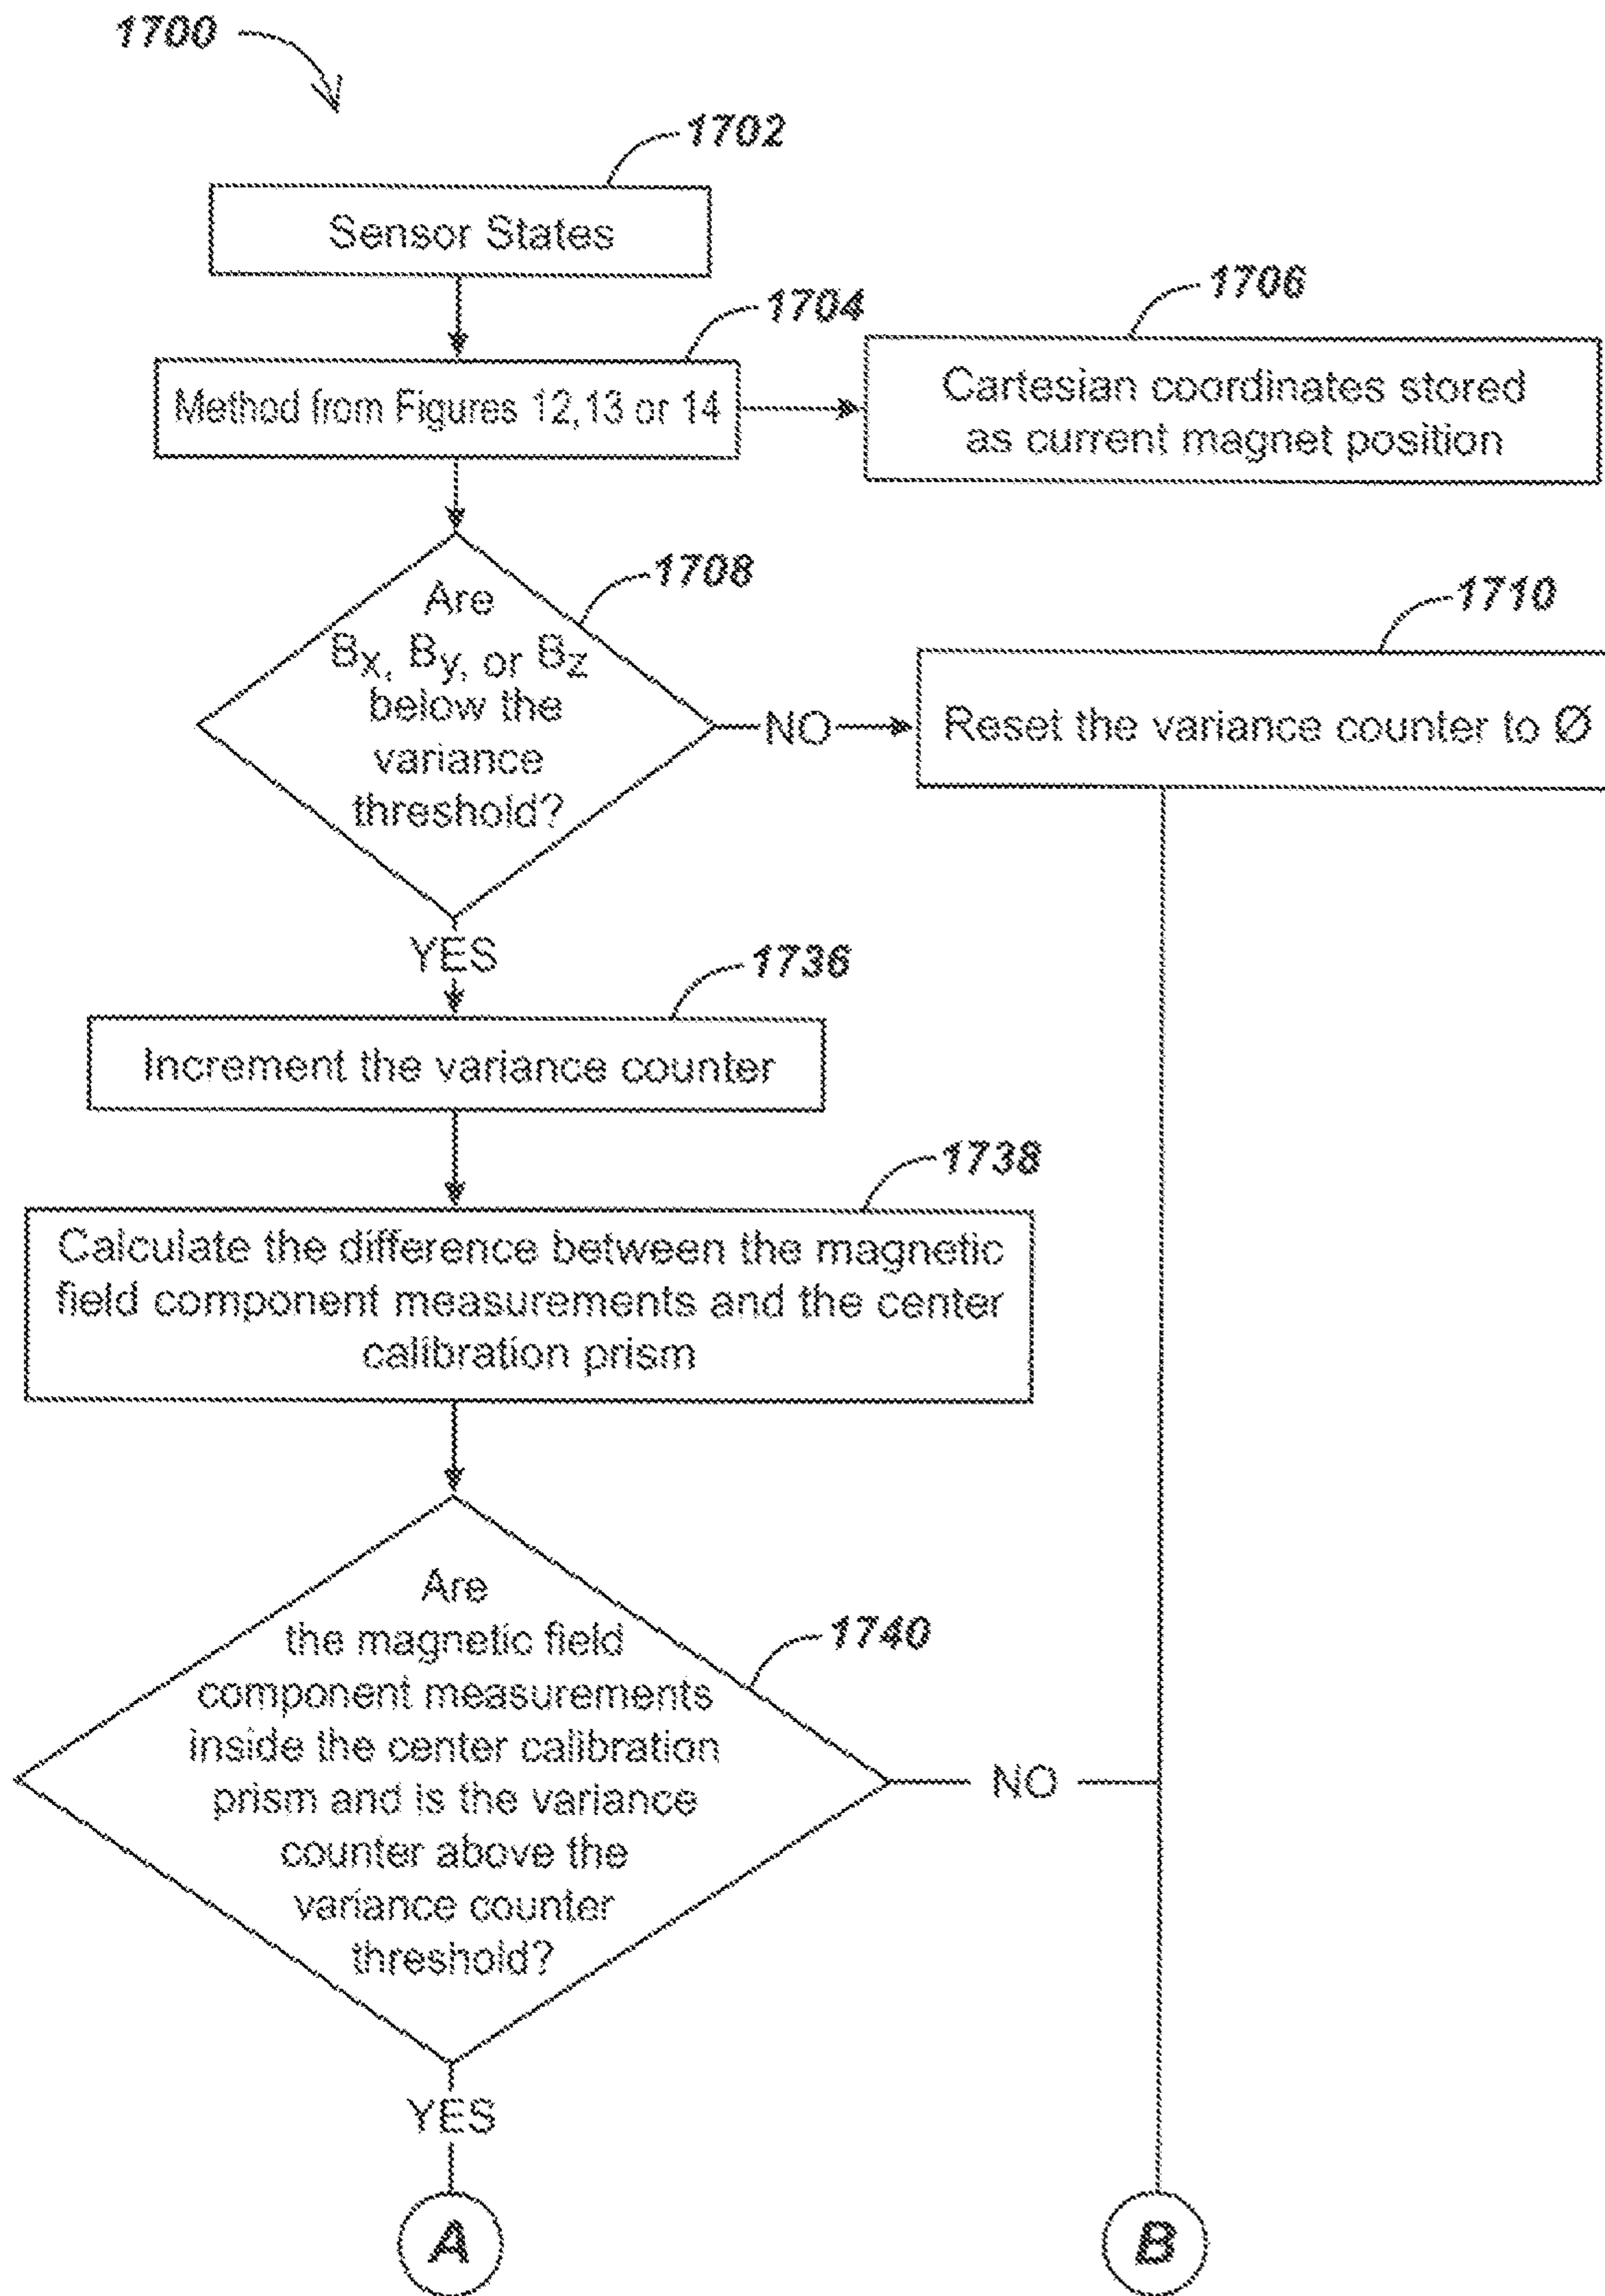 1700
1702
Sensor States
1704
1706
Method from Figures 12,13 or 14
Cartesian coordinates stored
as current magnet position
1708
1710
Are
Bx, By, or Bz
below the
variance
threshold?
NO
Reset the variance counter to Ø
YES
1736
Increment the variance counter
1738
Calculate the difference between the magnetic
field component measurements and the center
calibration prism
1740
Are
the magnetic field
component measurements
inside the center calibration
prism and is the variance
counter above the
variance counter
threshold?
NO
YES
A
B